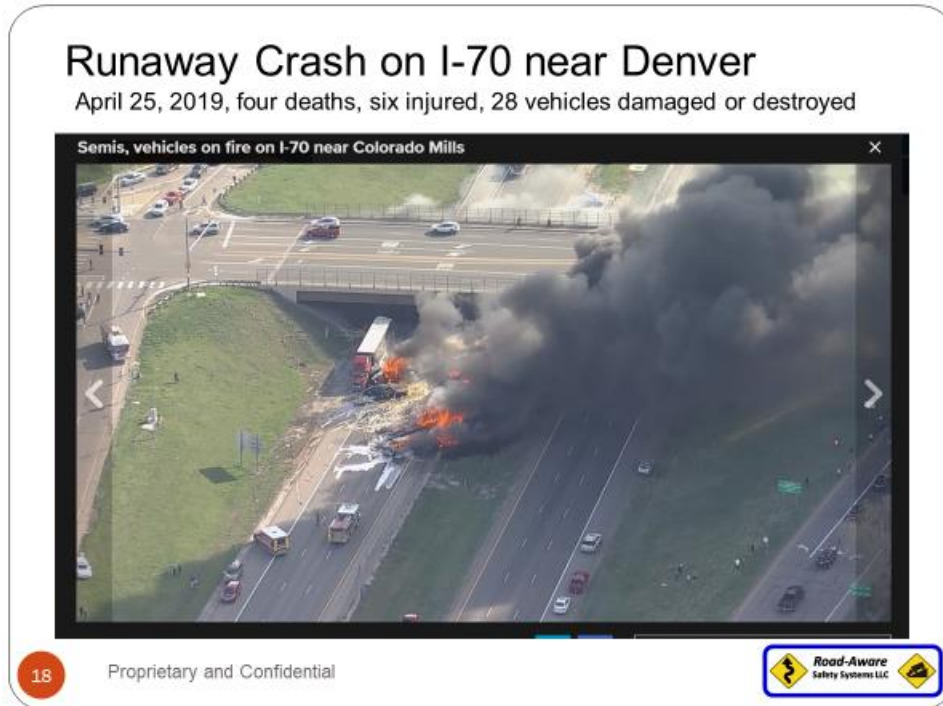 Runaway Crash on I-70 near Denver
April 25, 2019, four deaths, six injured, 28 vehicles damaged or destroyed
Semis, vehicles on fire on I-70 near Colorado Mills
18
Proprietary and Confidential
Road-Aware
Safety Systems LLC